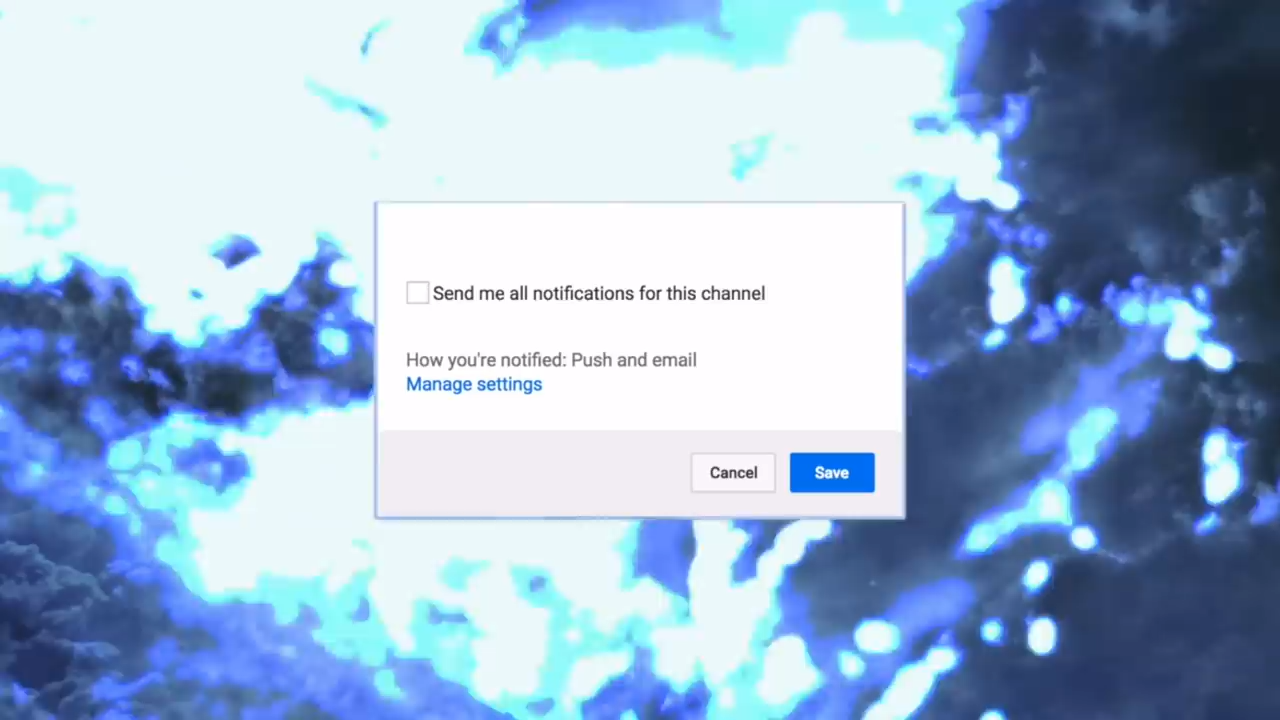 Send me all notifications for this channel
How you're notified: Push and email
Manage settings
Cancel
Save